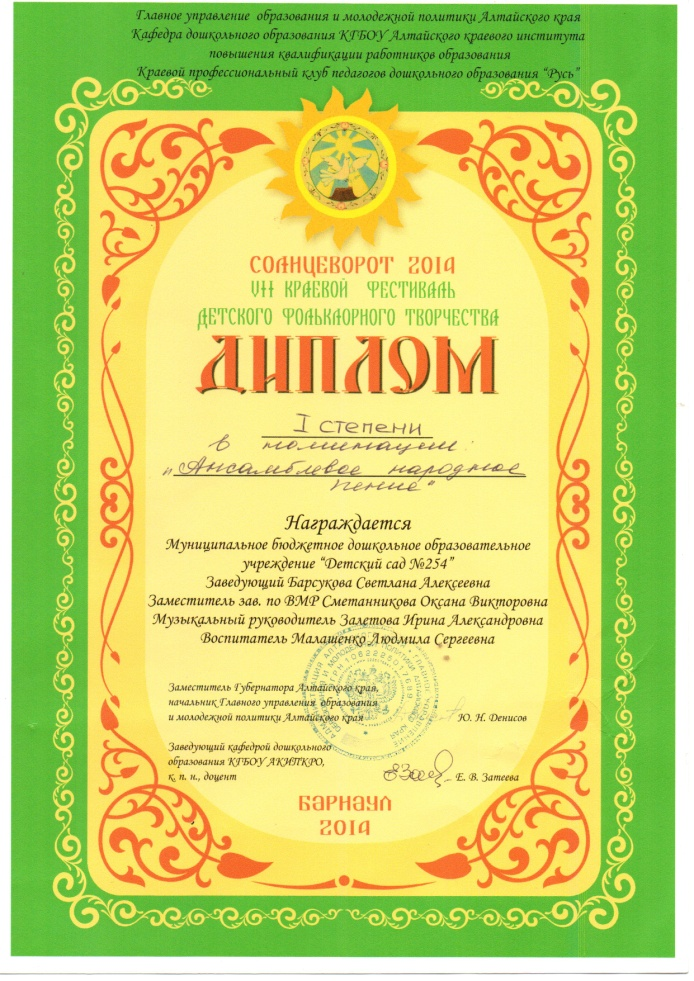 Главное управление образования и молодежной политики Алтайского края
Кафедра дошкольного образования КГБОУ Алтайского краевого института
повышения квалификации работников образования
Краевой профессиональный клуб педагогов дошкольного образования “Русь”
СОЛНЦЕВОРОТ 2014
VII КРАЕВОЙ ФЕСТИВАЛЬ
ДЕТСКОГО ФОЛЬКЛОРНОГО ТВОРЧЕСТВА
ДИПЛОМ
I степени
в номинации:
„Ансамблевое народное
пение“
Награждается
Муниципальное бюджетное дошкольное образовательное
учреждение “Детский сад №254”
Заведующий Барсукова Светлана Алексеевна
Заместитель зав. по ВМР Сметанникова Оксана Викторовна
Музыкальный руководитель Залетова Ирина Александровна
Воспитатель Малащенко Людмила Сергеевна
Заместитель Губернатора Алтайского края,
начальник Главного управления образования
и молодежной политики Алтайского края
Ю. Н. Денисов
Заведующий кафедрой дошкольного
образования КГБОУ АКИПКРО,
к. п. н., доцент
Е. В. Затеева
БАРНАУЛ
2014